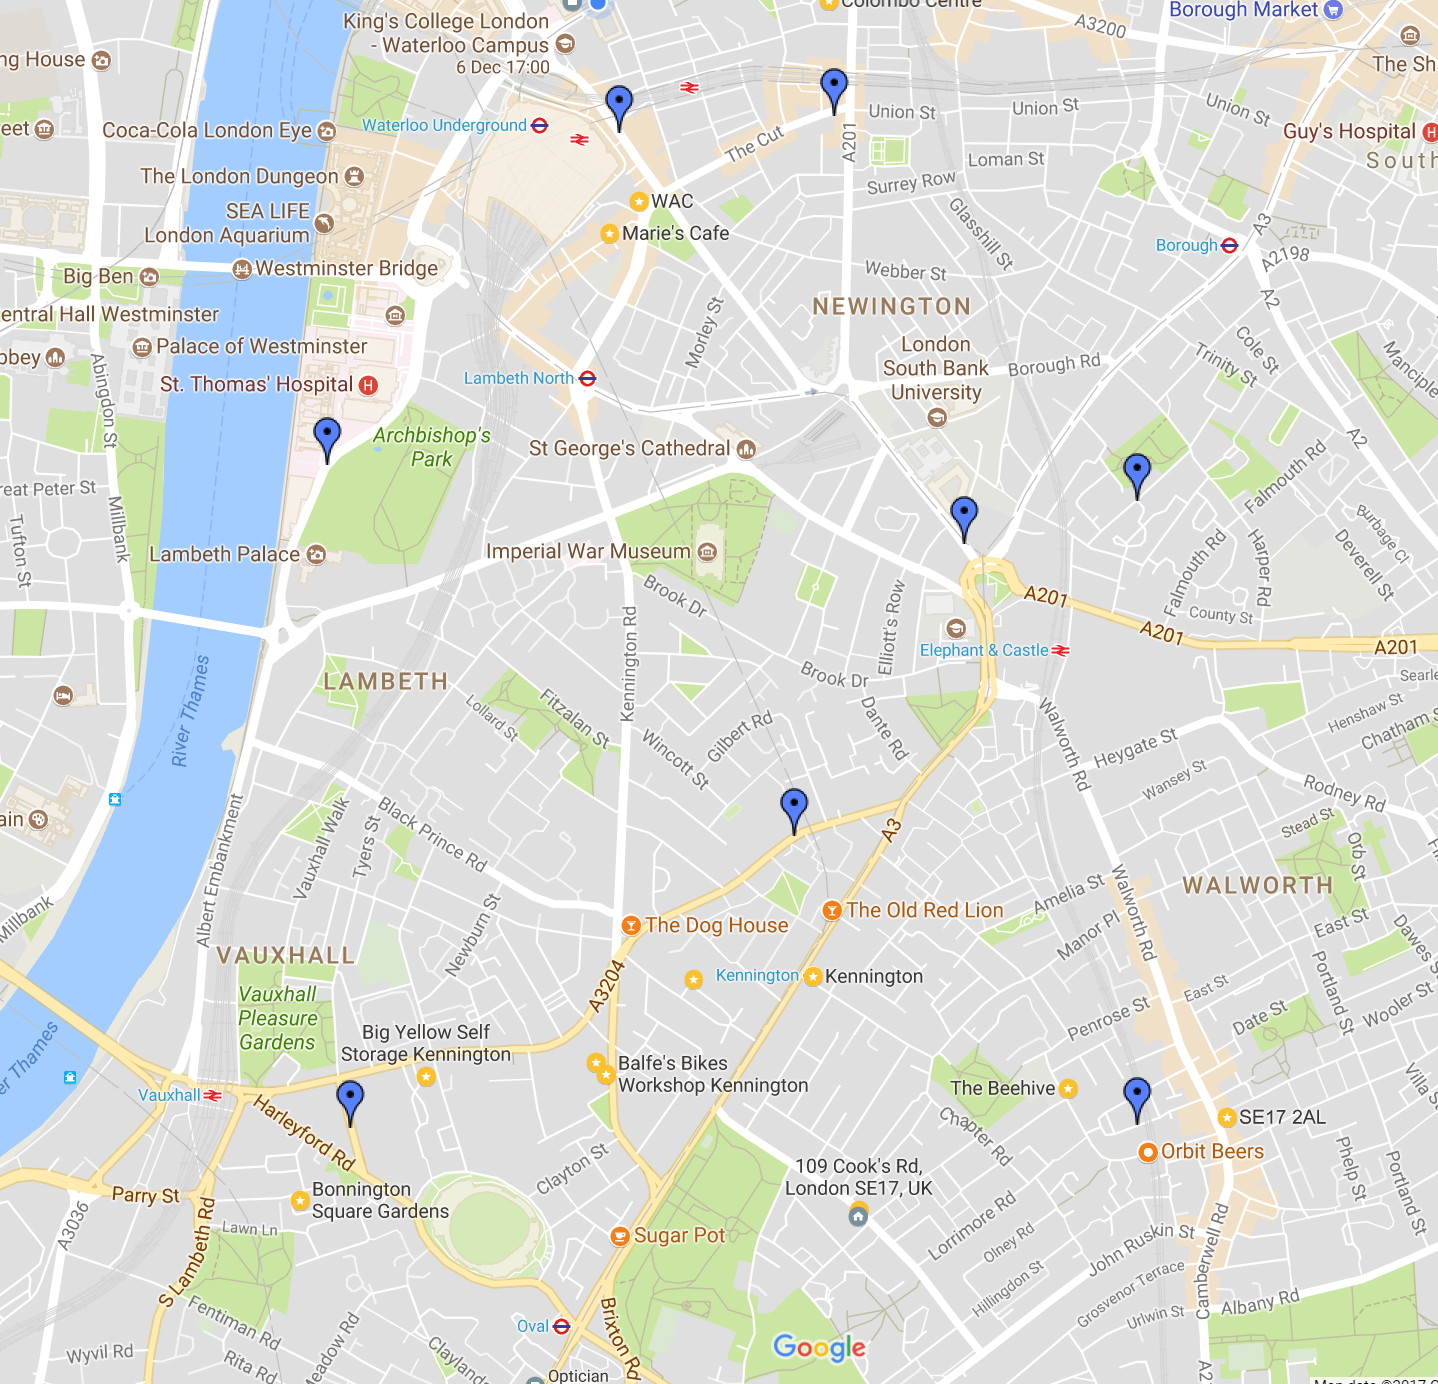 Colombo Centre
Borough Market
King's College London
- Waterloo Campus
6 Dec 17:00
A3200
ng House
The Sha
eet
Coca-Cola London Eye
Waterloo Underground
Union St
Union St
Union St
The Cut
A201
Guy's Hospital
South
Loman St
The London Dungeon
Surrey Row
SEA LIFE
London Aquarium
WAC
Marie's Cafe
Glasshill St
Borough
A3
A2198
Big Ben
Westminster Bridge
Webber St
A2
entral Hall Westminster
NEWINGTON
Morley St
Palace of Westminster
bbey
London
South Bank
University
Cole St
Trinity St
Manciple
Abingdon St
St. Thomas' Hospital
Lambeth North
Borough Rd
Archbishop's
Park
St George's Cathedral
A2
Falmouth Rd
reat Peter St
Millbank
Tufton St
Burbage Cl
Deverell St
Harper Rd
Falmouth Rd
Lambeth Palace
Imperial War Museum
Brook Dr
Elliott's Row
A201
County St
A201
A201
Elephant & Castle
Kennington Rd
Brook Dr
LAMBETH
River Thames
Lollard St
Fitzalan St
Wincott St
Gilbert Rd
Dante Rd
Walworth Rd
Searle
Henshaw St
Chatham S
Heygate St
Wansey St
Rodney Rd
ain
Albert Embankment
Vauxhall Walk
Tyers St
Black Prince Rd
A3
Stead St
Orb St
Amelia St
Walworth Rd
WALWORTH
Millbank
Newburn St
The Dog House
The Old Red Lion
Manor Pl
East St
Dawes S
VAUXHALL
A3204
Kennington
Kennington
Portland St
East St
Wooler St
Vauxhall
Pleasure
Gardens
Penrose St
Date St
er Thames
Big Yellow Self
Storage Kennington
Balfe's Bikes
Workshop Kennington
The Beehive
Villa St
Vauxhall
Harleyford Rd
Chapter Rd
SE17 2AL
Orbit Beers
Clayton St
109 Cook's Rd,
London SE17, UK
Phelp St
Portland St
Parry St
Bonnington
Square Gardens
A3036
S Lambeth Rd
Lawn Ln
Sugar Pot
Lorrimore Rd
Olney Rd
John Ruskin St
Hillingdon St
Grosvenor Terrace
Urlwin St
Camberwell Rd
Albany Rd
Fentiman Rd
Oval
Brixton Rd
Google
Wyvil Rd
Rita Rd
Meadow Rd
Claylands
Optician
A2
Map data ©2017 G